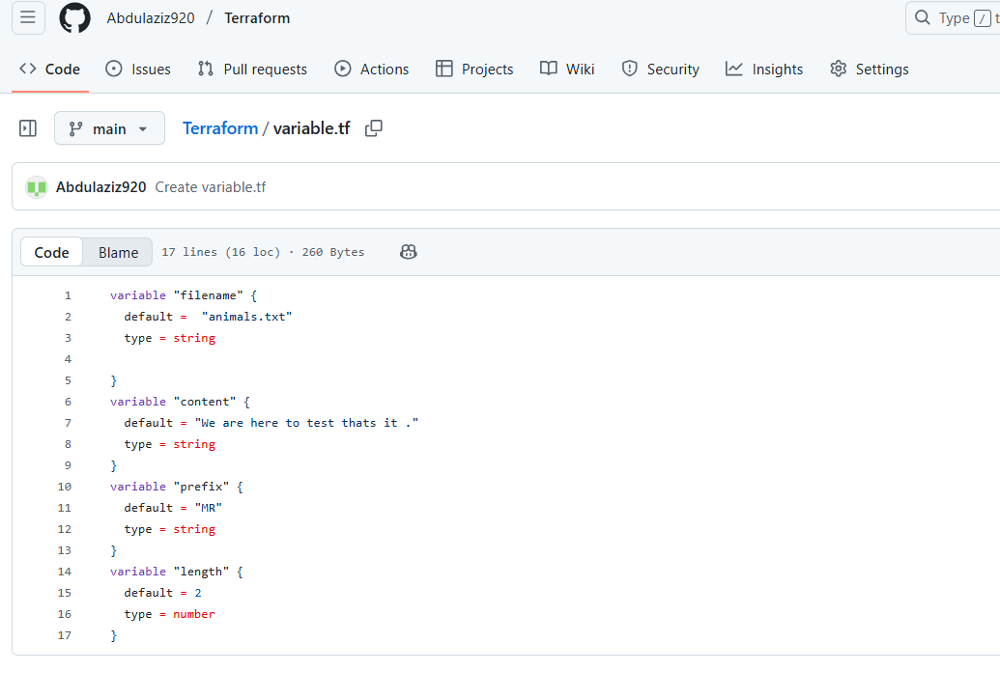 Abdulaziz920 / Terraform
Type / t
Code Issues Pull requests Actions Projects Wiki Security Insights Settings
main Terraform / variable.tf
Abdulaziz920 Create variable.tf
Code Blame 17 lines (16 loc) · 260 Bytes
1 variable "filename" {
2 default =  "animals.txt"
3 type = string
4
5 }
6 variable "content" {
7 default = "We are here to test thats it ."
8 type = string
9 }
10 variable "prefix" {
11 default = "MR"
12 type = string
13 }
14 variable "length" {
15 default = 2
16 type = number
17 }